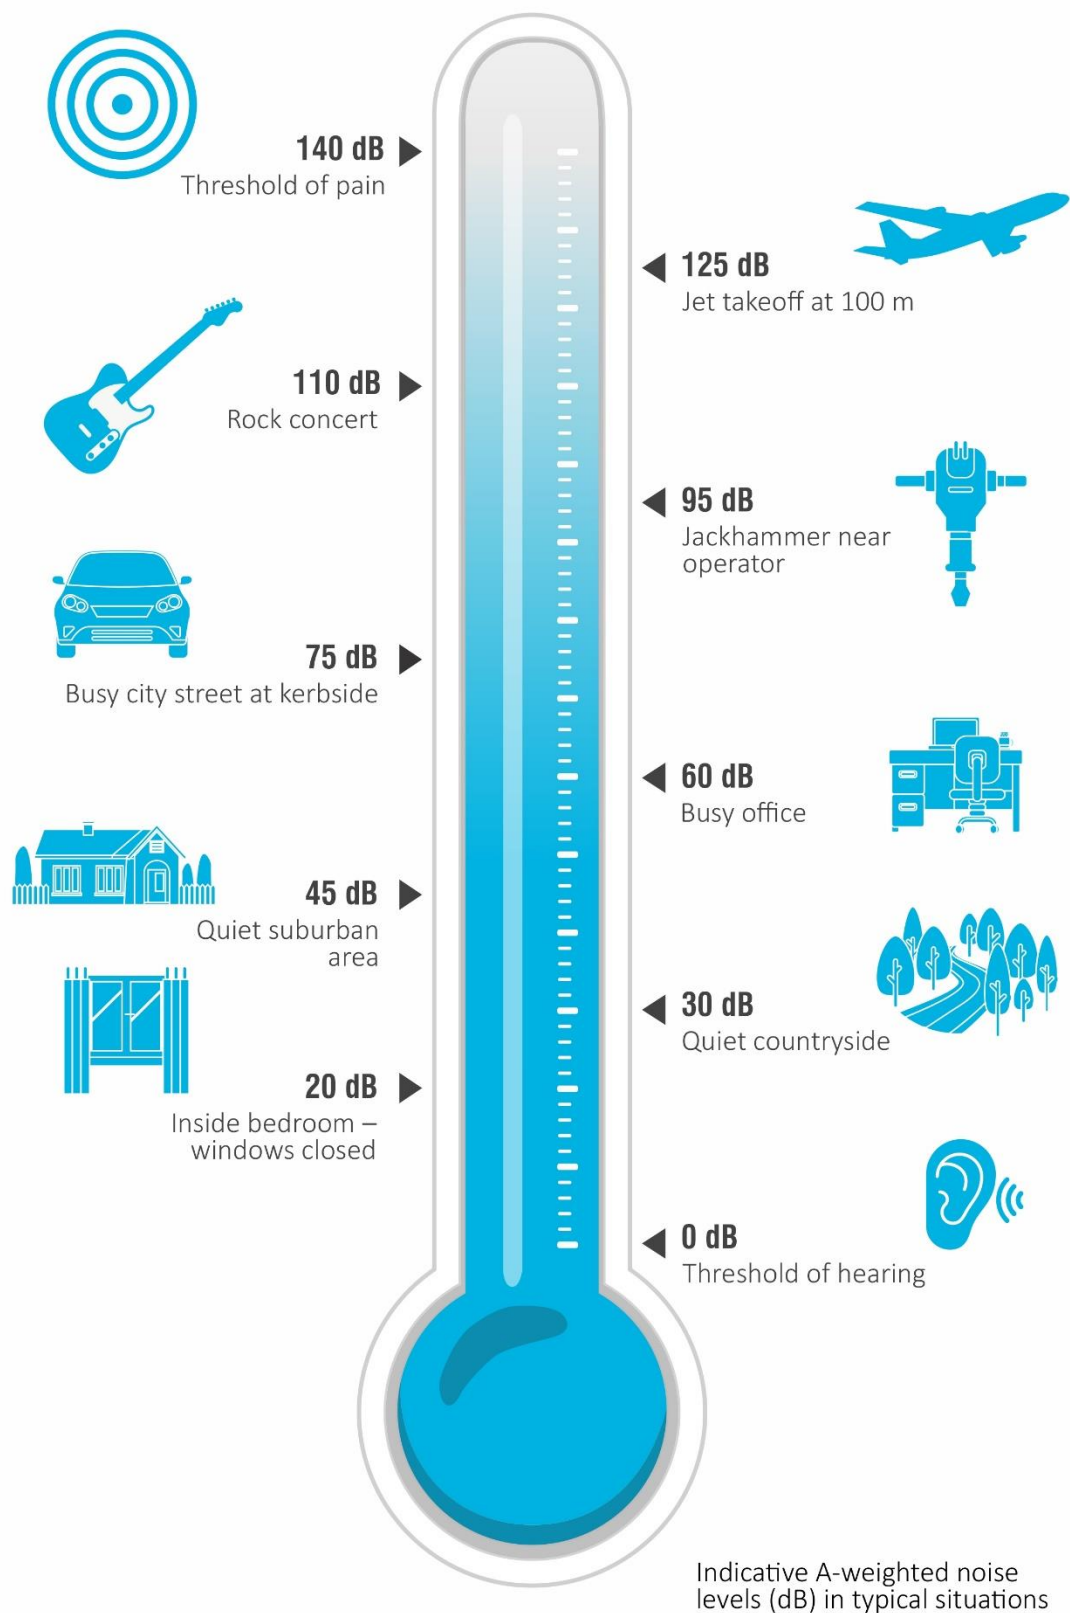 140 dB
Threshold of pain
125 dB
Jet takeoff at 100 m
110 dB
Rock concert
95 dB
Jackhammer near
operator
75 dB
Busy city street at kerbside
60 dB
Busy office
45 dB
Quiet suburban
area
30 dB
Quiet countryside
20 dB
Inside bedroom –
windows closed
0 dB
Threshold of hearing
Indicative A-weighted noise
levels (dB) in typical situations